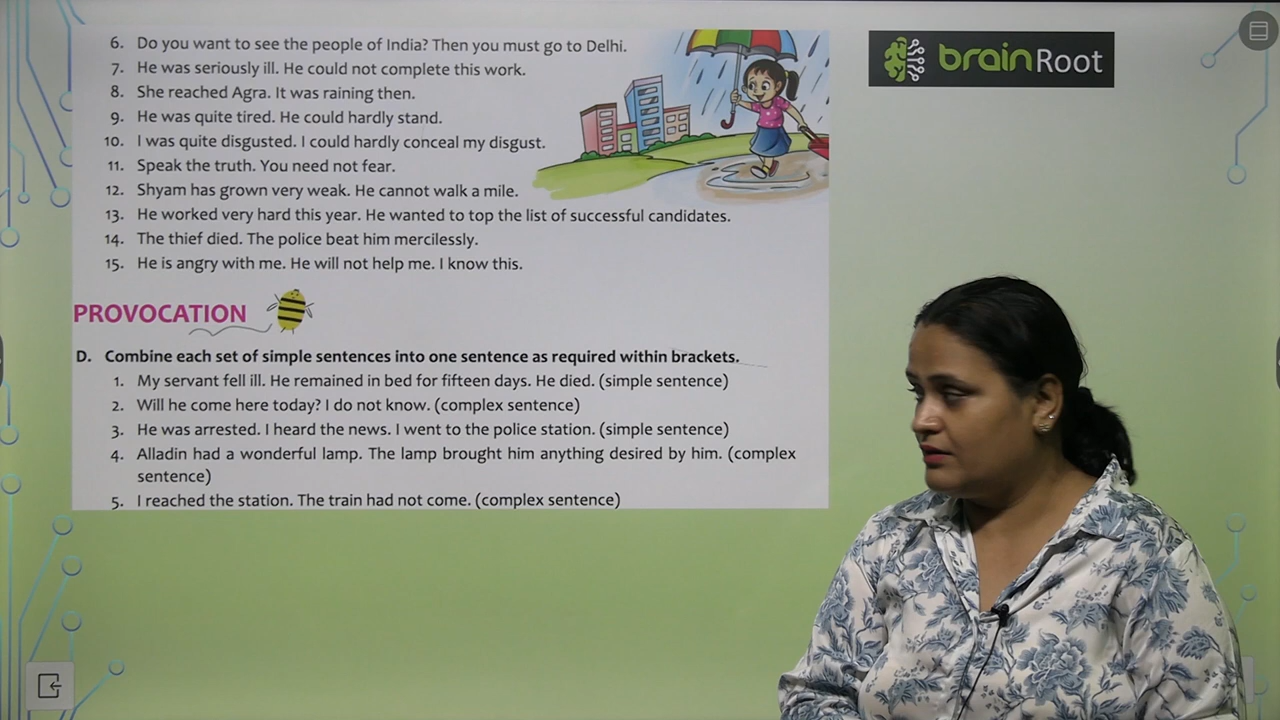 6. Do you want to see the people of India? Then you must go to Delhi.
7. He was seriously ill. He could not complete this work.
8. She reached Agra. It was raining then.
9. He was quite tired. He could hardly stand.
10. I was quite disgusted. I could hardly conceal my disgust.
11. Speak the truth. You need not fear.
12. Shyam has grown very weak. He cannot walk a mile.
13. He worked very hard this year. He wanted to top the list of successful candidates.
14. The thief died. The police beat him mercilessly.
15. He is angry with me. He will not help me. I know this.
brainRoot
PROVOCATION
D. Combine each set of simple sentences into one sentence as required within brackets.
1. My servant fell ill. He remained in bed for fifteen days. He died. (simple sentence)
2. Will he come here today? I do not know. (complex sentence)
3. He was arrested. I heard the news. I went to the police station. (simple sentence)
4. Alladin had a wonderful lamp. The lamp brought him anything desired by him. (complex
sentence)
5. I reached the station. The train had not come. (complex sentence)